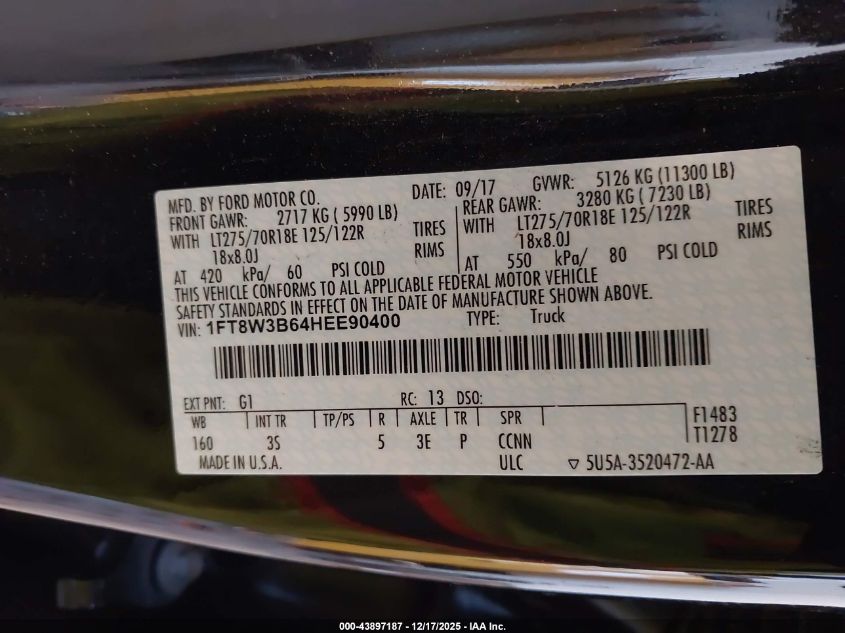 MFD. BY FORD MOTOR CO. DATE: 09/17 GVWR: 5126 KG (11300 LB)
FRONT GAWR: 2717 KG (5990 LB) REAR GAWR: 3280 KG (7230 LB)
WITH LT275/70R18E 125/122R TIRES WITH LT275/70R18E 125/122R TIRES
18x8.0J RIMS 18x8.0J RIMS
AT 420 kPa/ 60 PSI COLD AT 550 kPa/ 80 PSI COLD
THIS VEHICLE CONFORMS TO ALL APPLICABLE FEDERAL MOTOR VEHICLE
SAFETY STANDARDS IN EFFECT ON THE DATE OF MANUFACTURE SHOWN ABOVE.
VIN: 1FT8W3B64HEE90400 TYPE: Truck
EXT PNT: G1 RC: 13 DSO:
WB INT TR TP/PS R AXLE TR SPR F1483
160 3S 5 3E P CCNN T1278
MADE IN U.S.A. ULC ▽ 5U5A-3520472-AA
000-43897187 - 12/17/2025 - IAA Inc.